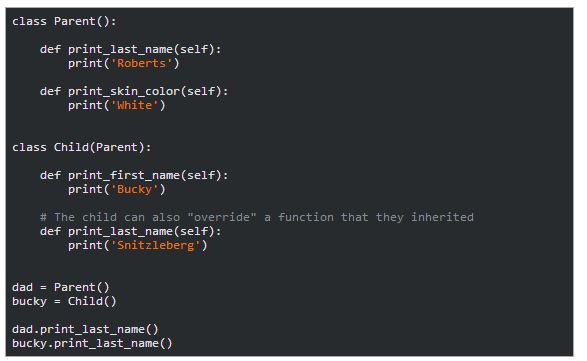 class Parent():
    def print_last_name(self):
        print('Roberts')
    def print_skin_color(self):
        print('White')
class Child(Parent):
    def print_first_name(self):
        print('Bucky')
    # The child can also "override" a function that they inherited
    def print_last_name(self):
        print('Snitzleberg')
dad = Parent()
bucky = Child()
dad.print_last_name()
bucky.print_last_name()